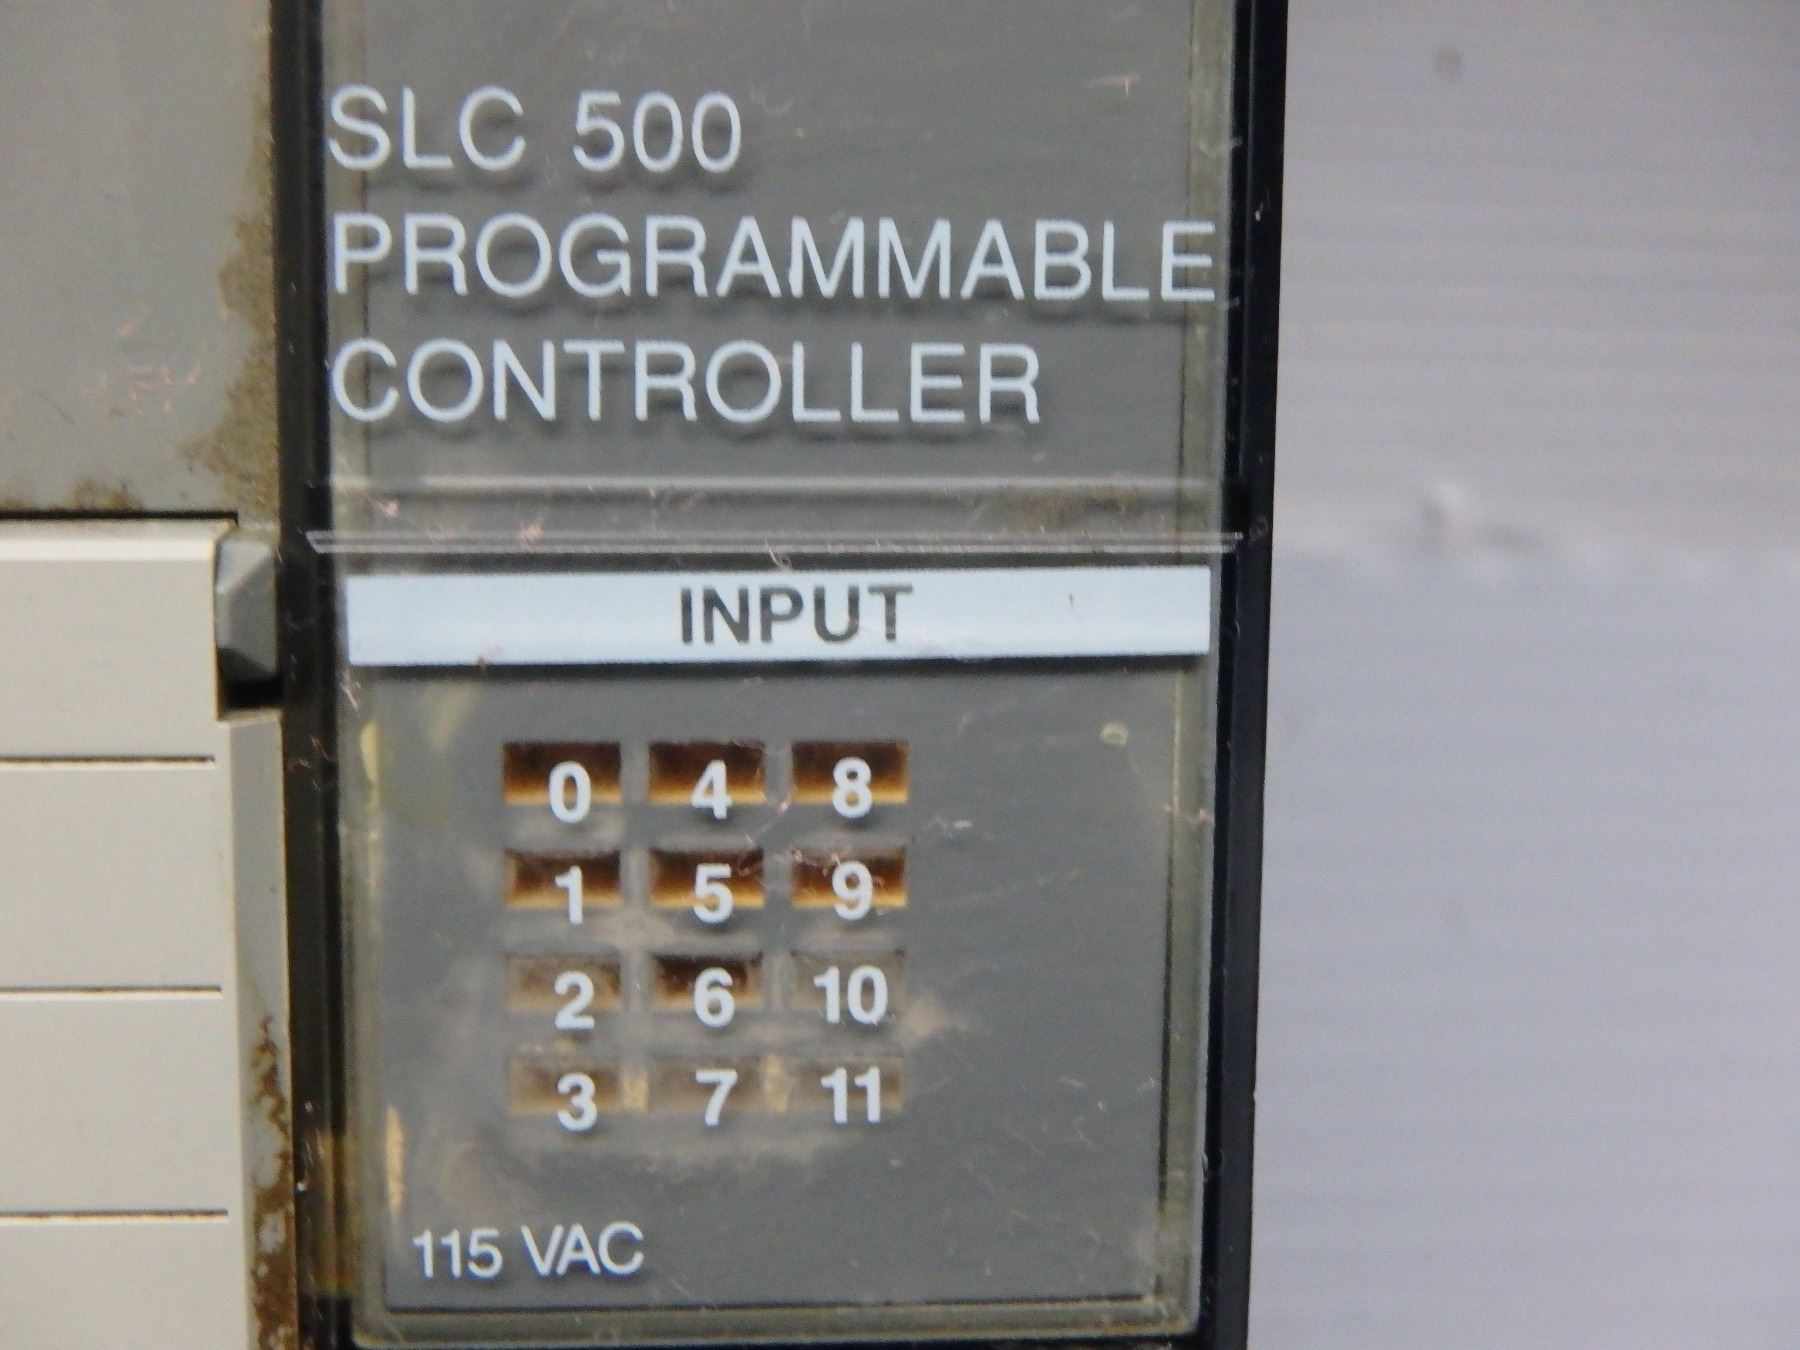 SLC 500
PROGRAMMABLE
CONTROLLER
INPUT
0 4 8
1 5 9
2 6 10
3 7 11
115 VAC